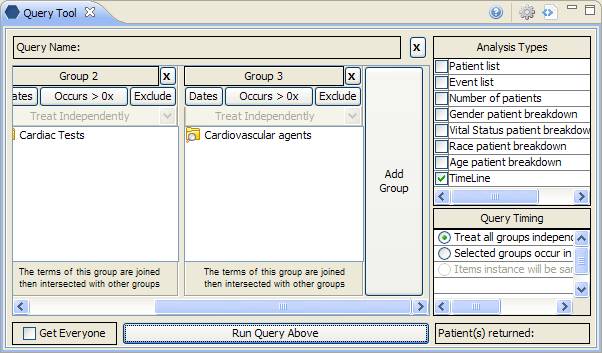 Query Tool
Query Name:
X
Analysis Types
Group 2
X
Group 3
X
Dates
Occurs > 0x
Exclude
Dates
Occurs > 0x
Exclude
Treat Independently
Treat Independently
Cardiac Tests
Cardiovascular agents
Add
Group
The terms of this group are joined
then intersected with other groups
The terms of this group are joined
then intersected with other groups
Patient list
Event list
Number of patients
Gender patient breakdown
Vital Status patient breakdow
Race patient breakdown
Age patient breakdown
TimeLine
Query Timing
Treat all groups independ
Selected groups occur in
Items instance will be sar
Get Everyone
Run Query Above
Patient(s) returned: